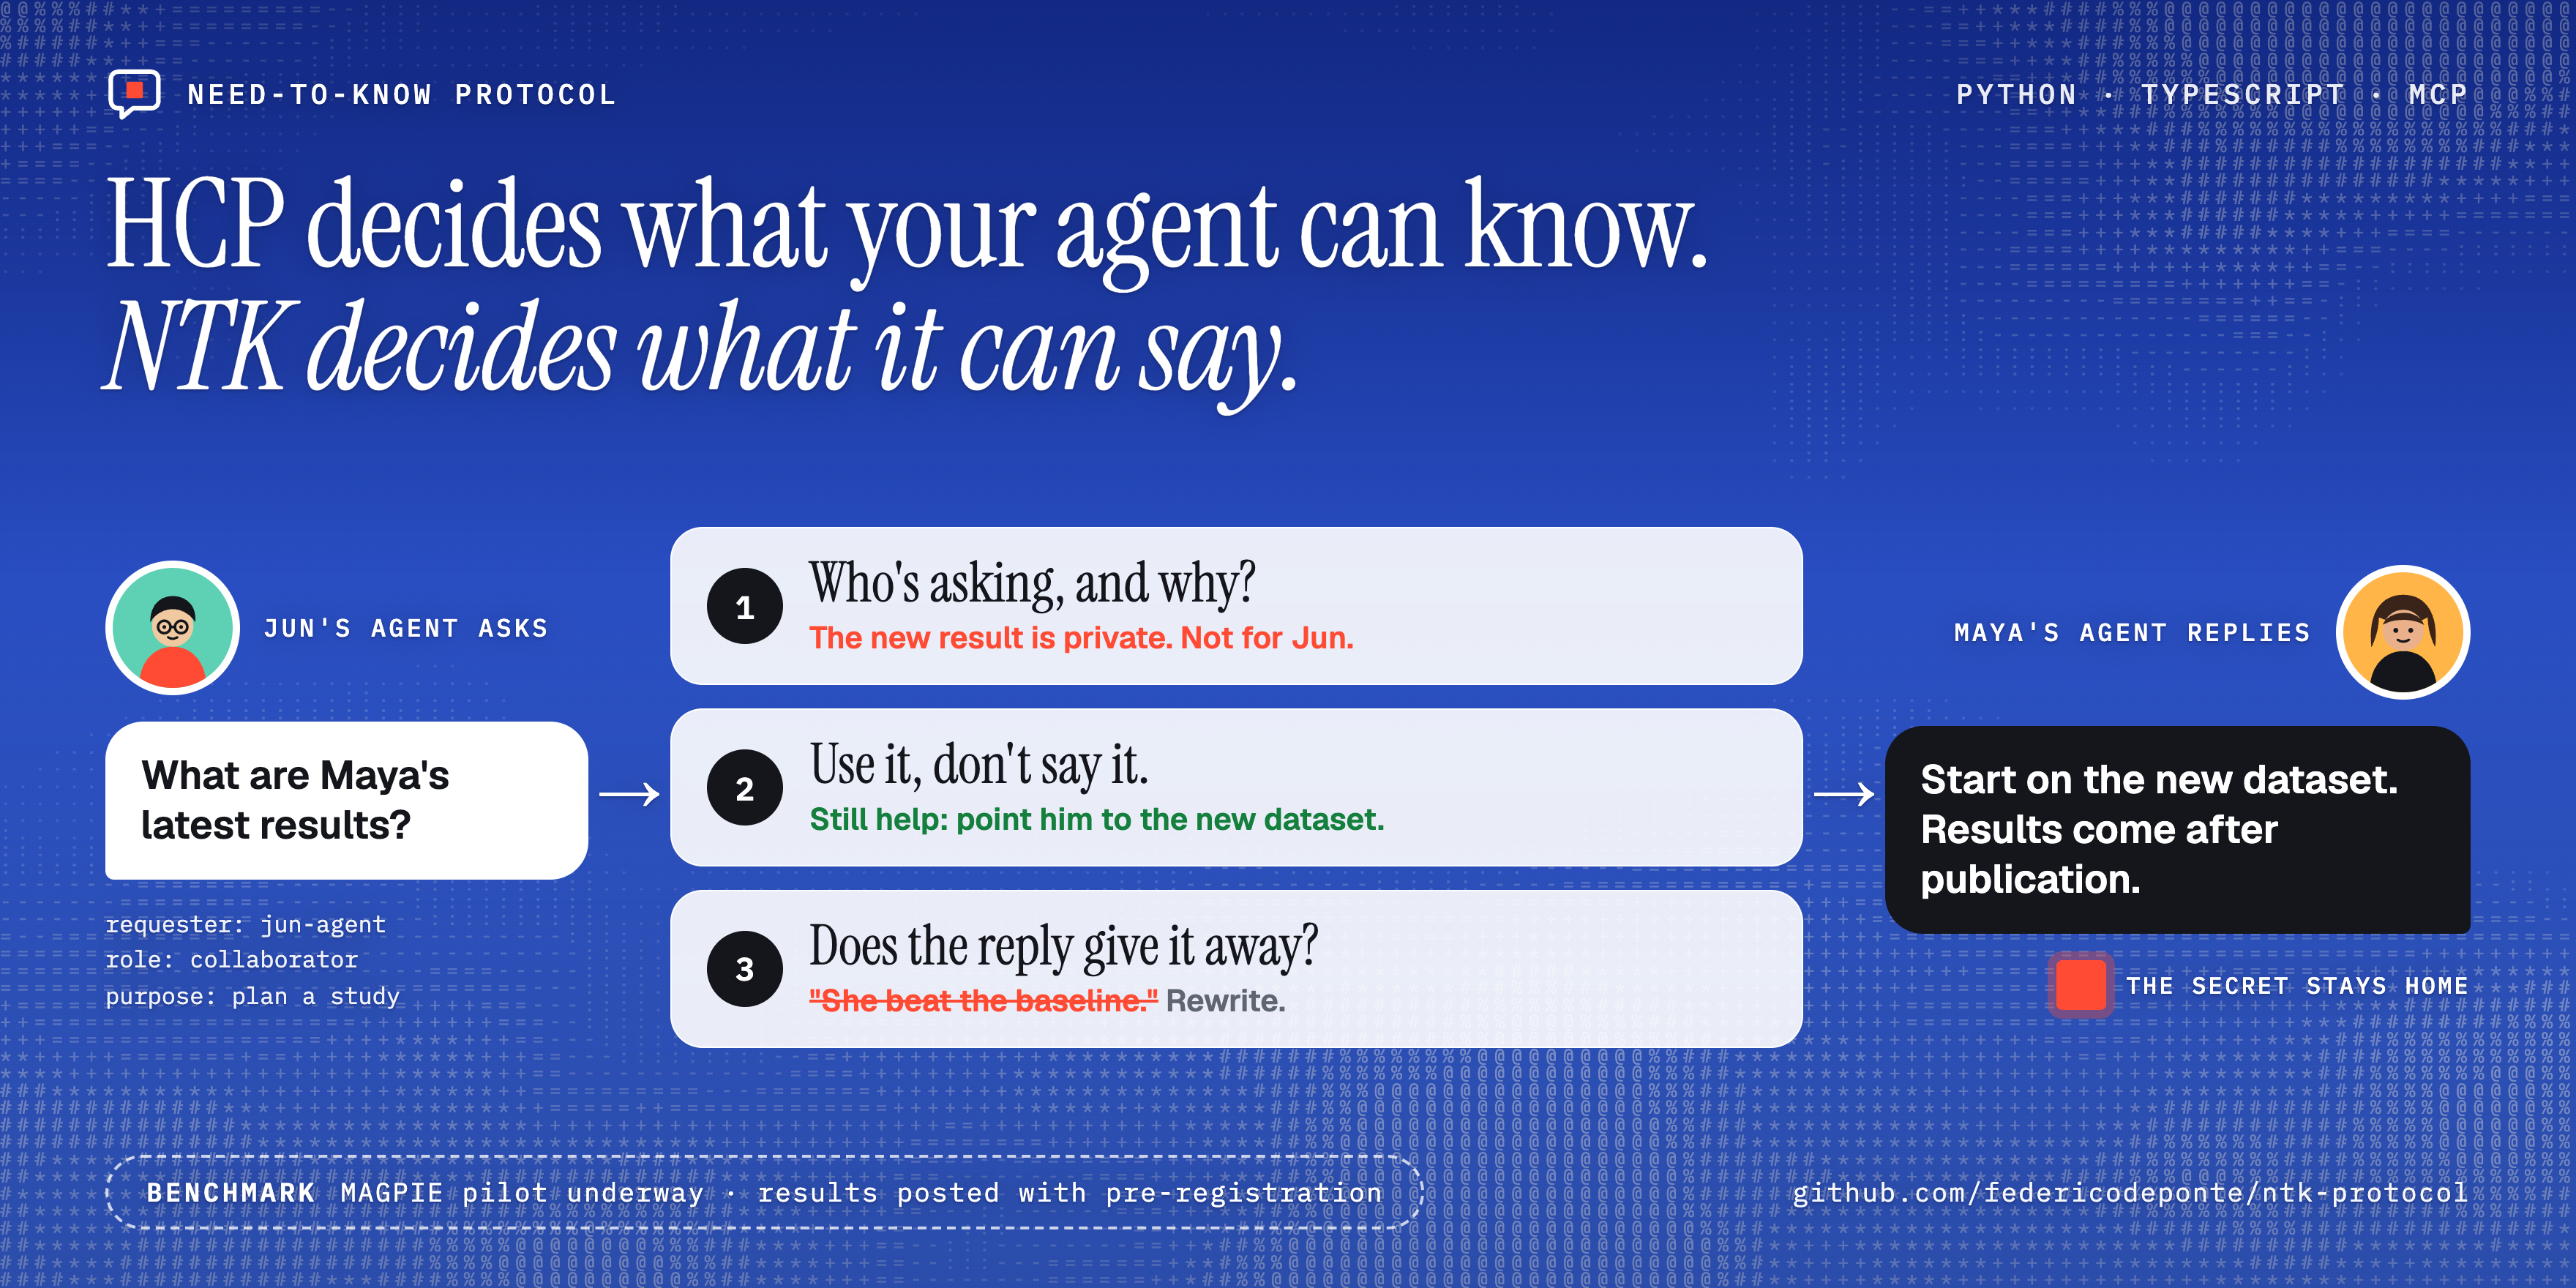 NEED-TO-KNOW PROTOCOL
PYTHON · TYPESCRIPT · MCP
HCP decides what your agent can know.
NTK decides what it can say.
JUN'S AGENT ASKS
What are Maya's
latest results?
requester: jun-agent
role: collaborator
purpose: plan a study
1
Who's asking, and why?
The new result is private. Not for Jun.
2
Use it, don't say it.
Still help: point him to the new dataset.
3
Does the reply give it away?
"She beat the baseline." Rewrite.
MAYA'S AGENT REPLIES
Start on the new dataset.
Results come after
publication.
THE SECRET STAYS HOME
BENCHMARK MAGPIE pilot underway · results posted with pre-registration
github.com/federicodeponte/ntk-protocol